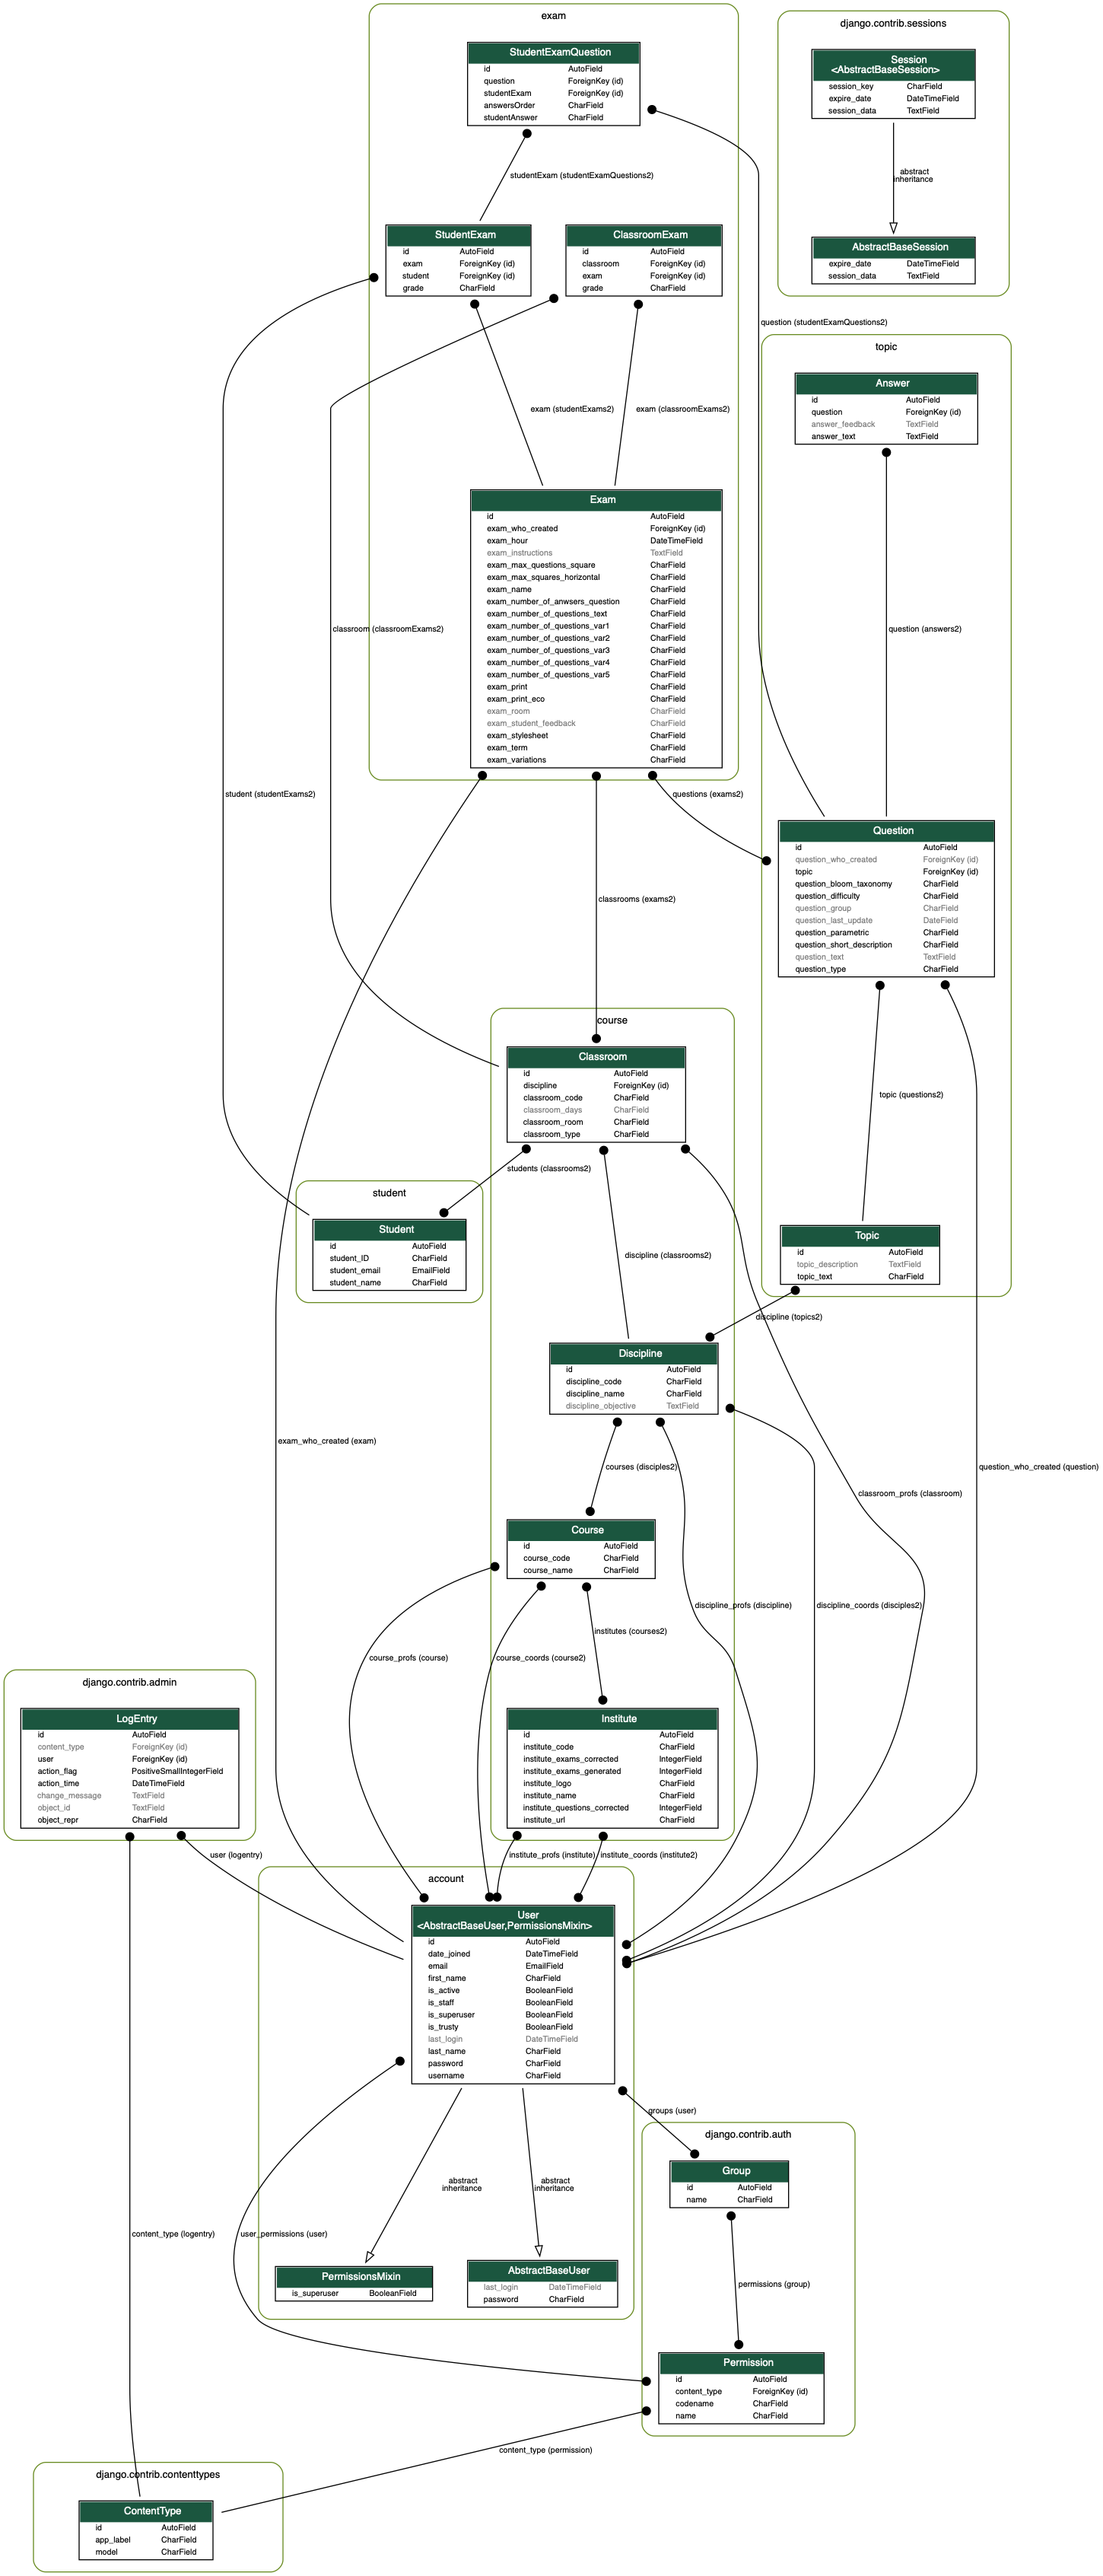 exam
StudentExamQuestion
id AutoField
question ForeignKey (id)
studentExam ForeignKey (id)
answersOrder CharField
studentAnswer CharField
studentExam (studentExamQuestions2)
StudentExam
id AutoField
exam ForeignKey (id)
student ForeignKey (id)
grade CharField
ClassroomExam
id AutoField
classroom ForeignKey (id)
exam ForeignKey (id)
grade CharField
exam (studentExams2)
exam (classroomExams2)
Exam
id AutoField
exam_who_created ForeignKey (id)
exam_hour DateTimeField
exam_instructions TextField
exam_max_questions_square CharField
exam_max_squares_horizontal CharField
exam_name CharField
exam_number_of_anwsers_question CharField
exam_number_of_questions_text CharField
exam_number_of_questions_var1 CharField
exam_number_of_questions_var2 CharField
exam_number_of_questions_var3 CharField
exam_number_of_questions_var4 CharField
exam_number_of_questions_var5 CharField
exam_print CharField
exam_print_eco CharField
exam_room CharField
exam_student_feedback CharField
exam_stylesheet CharField
exam_term CharField
exam_variations CharField
django.contrib.sessions
Session
<AbstractBaseSession>
session_key CharField
expire_date DateTimeField
session_data TextField
abstract
inheritance
AbstractBaseSession
expire_date DateTimeField
session_data TextField
question (studentExamQuestions2)
topic
Answer
id AutoField
question ForeignKey (id)
answer_feedback TextField
answer_text TextField
question (answers2)
classroom (classroomExams2)
student (studentExams2)
questions (exams2)
classrooms (exams2)
Question
id AutoField
question_who_created ForeignKey (id)
topic ForeignKey (id)
question_bloom_taxonomy CharField
question_difficulty CharField
question_group CharField
question_last_update DateField
question_parametric CharField
question_short_description CharField
question_text TextField
question_type CharField
topic (questions2)
Topic
id AutoField
topic_description TextField
topic_text CharField
discipline (topics2)
course
Classroom
id AutoField
discipline ForeignKey (id)
classroom_code CharField
classroom_days CharField
classroom_room CharField
classroom_type CharField
students (classrooms2)
student
Student
id AutoField
student_ID CharField
student_email EmailField
student_name CharField
discipline (classrooms2)
Discipline
id AutoField
discipline_code CharField
discipline_name CharField
discipline_objective TextField
exam_who_created (exam)
courses (disciples2)
question_who_created (question)
classroom_profs (classroom)
Course
id AutoField
course_code CharField
course_name CharField
discipline_profs (discipline)
discipline_coords (disciples2)
institutes (courses2)
course_profs (course)
course_coords (course2)
Institute
id AutoField
institute_code CharField
institute_exams_corrected IntegerField
institute_exams_generated IntegerField
institute_logo CharField
institute_name CharField
institute_questions_corrected IntegerField
institute_url CharField
django.contrib.admin
LogEntry
id AutoField
content_type ForeignKey (id)
user ForeignKey (id)
action_flag PositiveSmallIntegerField
action_time DateTimeField
change_message TextField
object_id TextField
object_repr CharField
user (logentry)
institute_profs (institute)
institute_coords (institute2)
account
User
<AbstractBaseUser,PermissionsMixin>
id AutoField
date_joined DateTimeField
email EmailField
first_name CharField
is_active BooleanField
is_staff BooleanField
is_superuser BooleanField
is_trusty BooleanField
last_login DateTimeField
last_name CharField
password CharField
username CharField
groups (user)
abstract
inheritance
abstract
inheritance
django.contrib.auth
Group
id AutoField
name CharField
content_type (logentry)
user_permissions (user)
PermissionsMixin
is_superuser BooleanField
AbstractBaseUser
last_login DateTimeField
password CharField
permissions (group)
Permission
id AutoField
content_type ForeignKey (id)
codename CharField
name CharField
content_type (permission)
django.contrib.contenttypes
ContentType
id AutoField
app_label CharField
model CharField